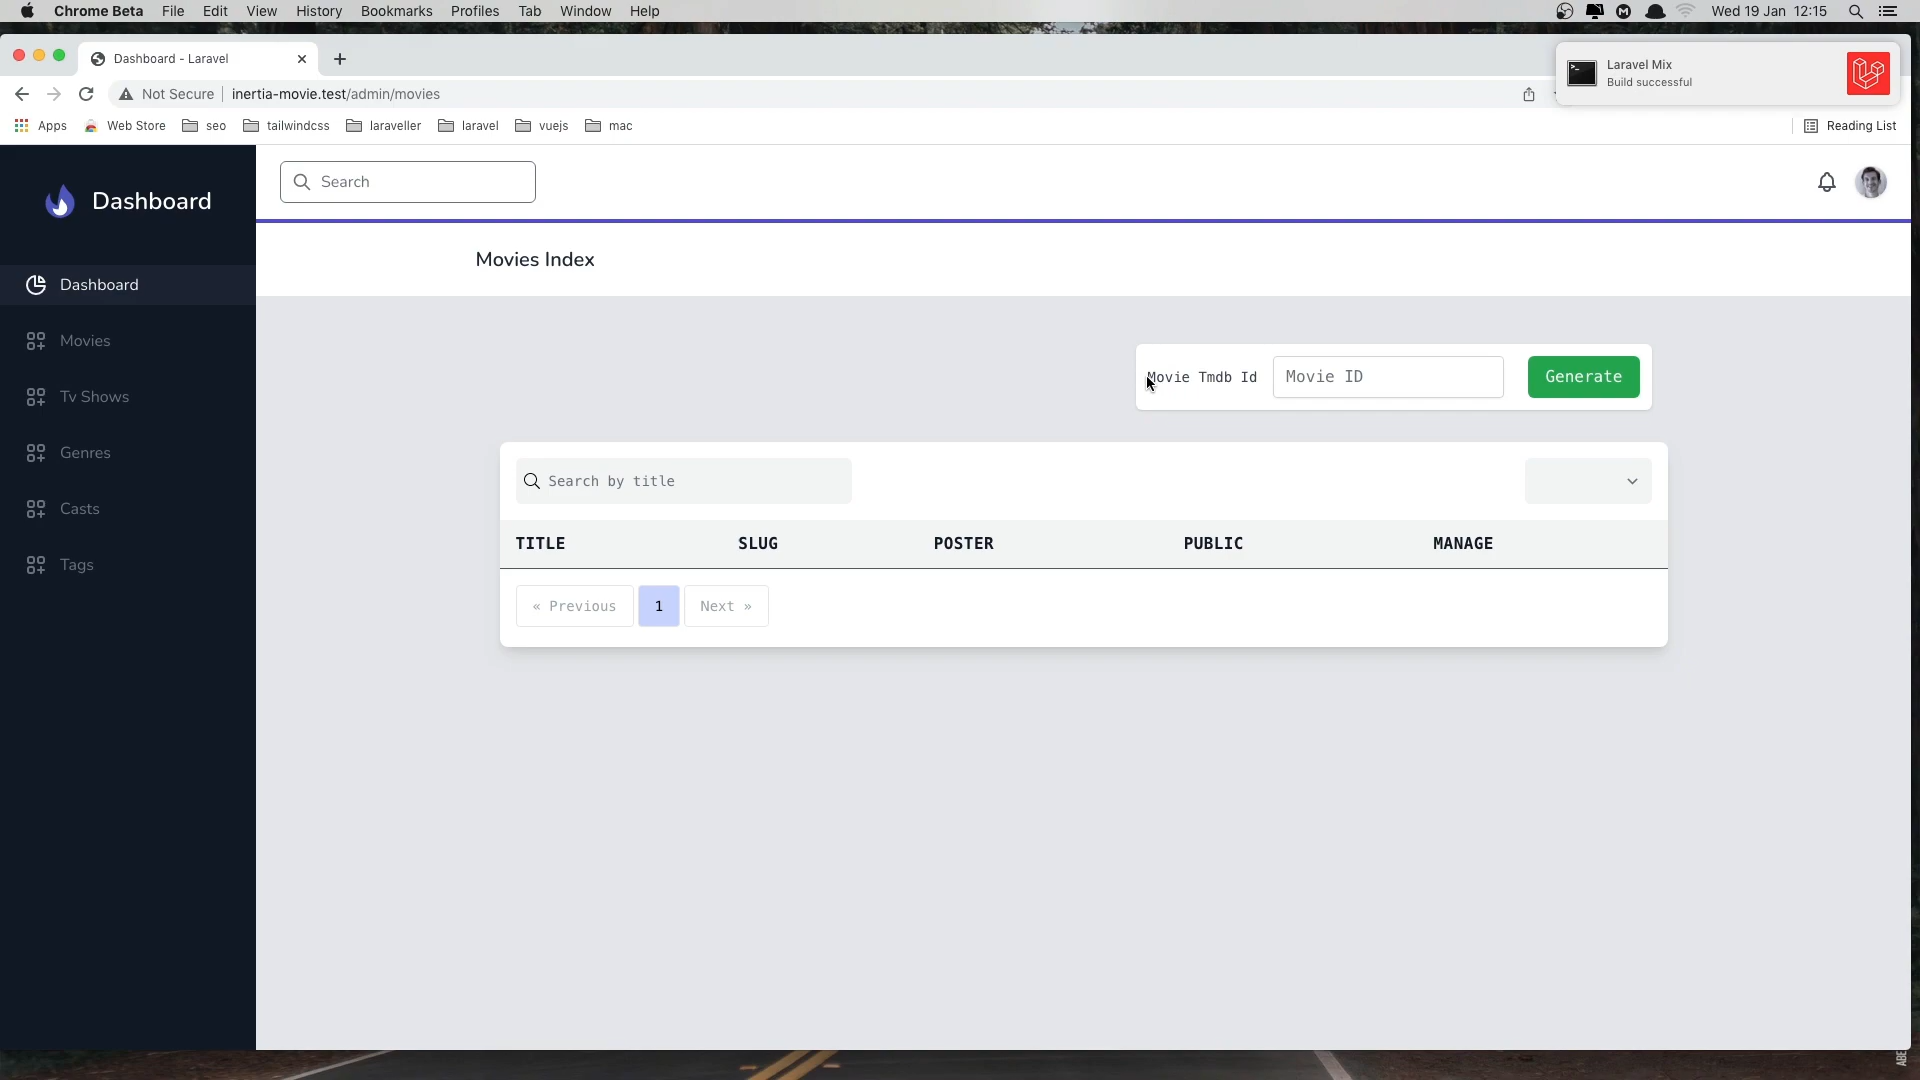 Chrome Beta File Edit View History Bookmarks Profiles Tab Window Help Wed 19 Jan 12:15
Dashboard - Laravel
Laravel Mix
Build successful
Not Secure inertia-movie.test/admin/movies
Apps Web Store seo tailwindcss laraveller laravel vuejs mac Reading List
Dashboard
Search
Movies Index
Dashboard
Movies
Tv Shows
Genres
Casts
Tags
Movie Tmdb Id Movie ID Generate
Search by title
TITLE SLUG POSTER PUBLIC MANAGE
« Previous 1 Next »